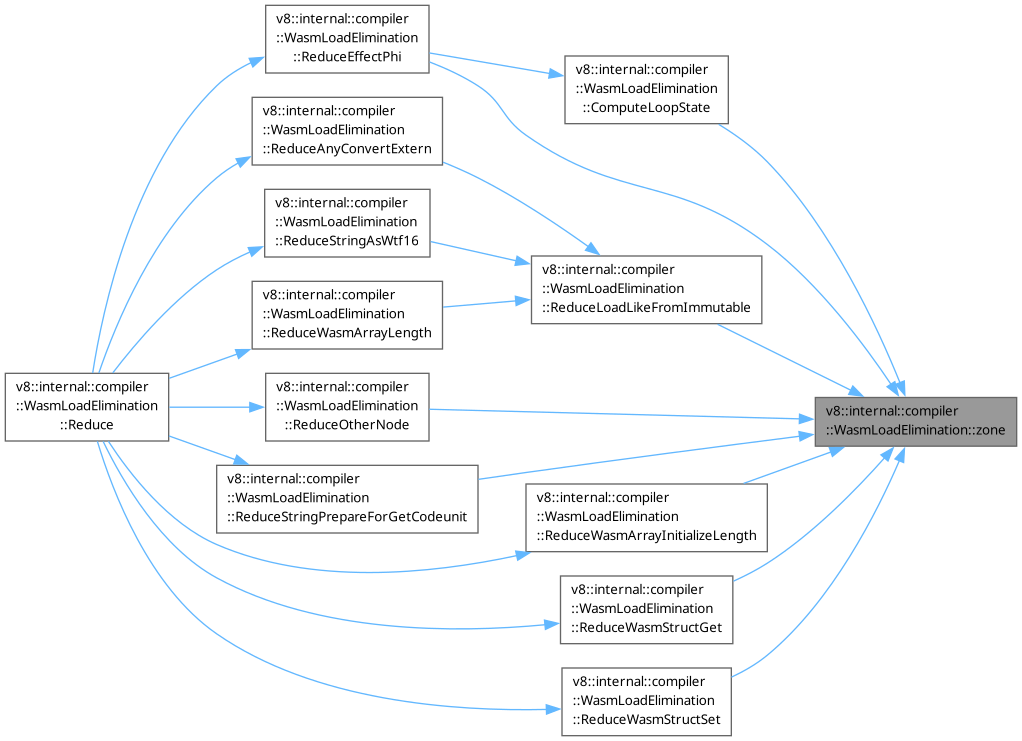 v8::internal::compiler
::WasmLoadElimination
::ReduceEffectPhi
v8::internal::compiler
::WasmLoadElimination
::ComputeLoopState
v8::internal::compiler
::WasmLoadElimination
::ReduceAnyConvertExtern
v8::internal::compiler
::WasmLoadElimination
::ReduceStringAsWtf16
v8::internal::compiler
::WasmLoadElimination
::ReduceLoadLikeFromImmutable
v8::internal::compiler
::WasmLoadElimination
::ReduceWasmArrayLength
v8::internal::compiler
::WasmLoadElimination
::Reduce
v8::internal::compiler
::WasmLoadElimination
::ReduceOtherNode
v8::internal::compiler
::WasmLoadElimination::zone
v8::internal::compiler
::WasmLoadElimination
::ReduceStringPrepareForGetCodeunit
v8::internal::compiler
::WasmLoadElimination
::ReduceWasmArrayInitializeLength
v8::internal::compiler
::WasmLoadElimination
::ReduceWasmStructGet
v8::internal::compiler
::WasmLoadElimination
::ReduceWasmStructSet